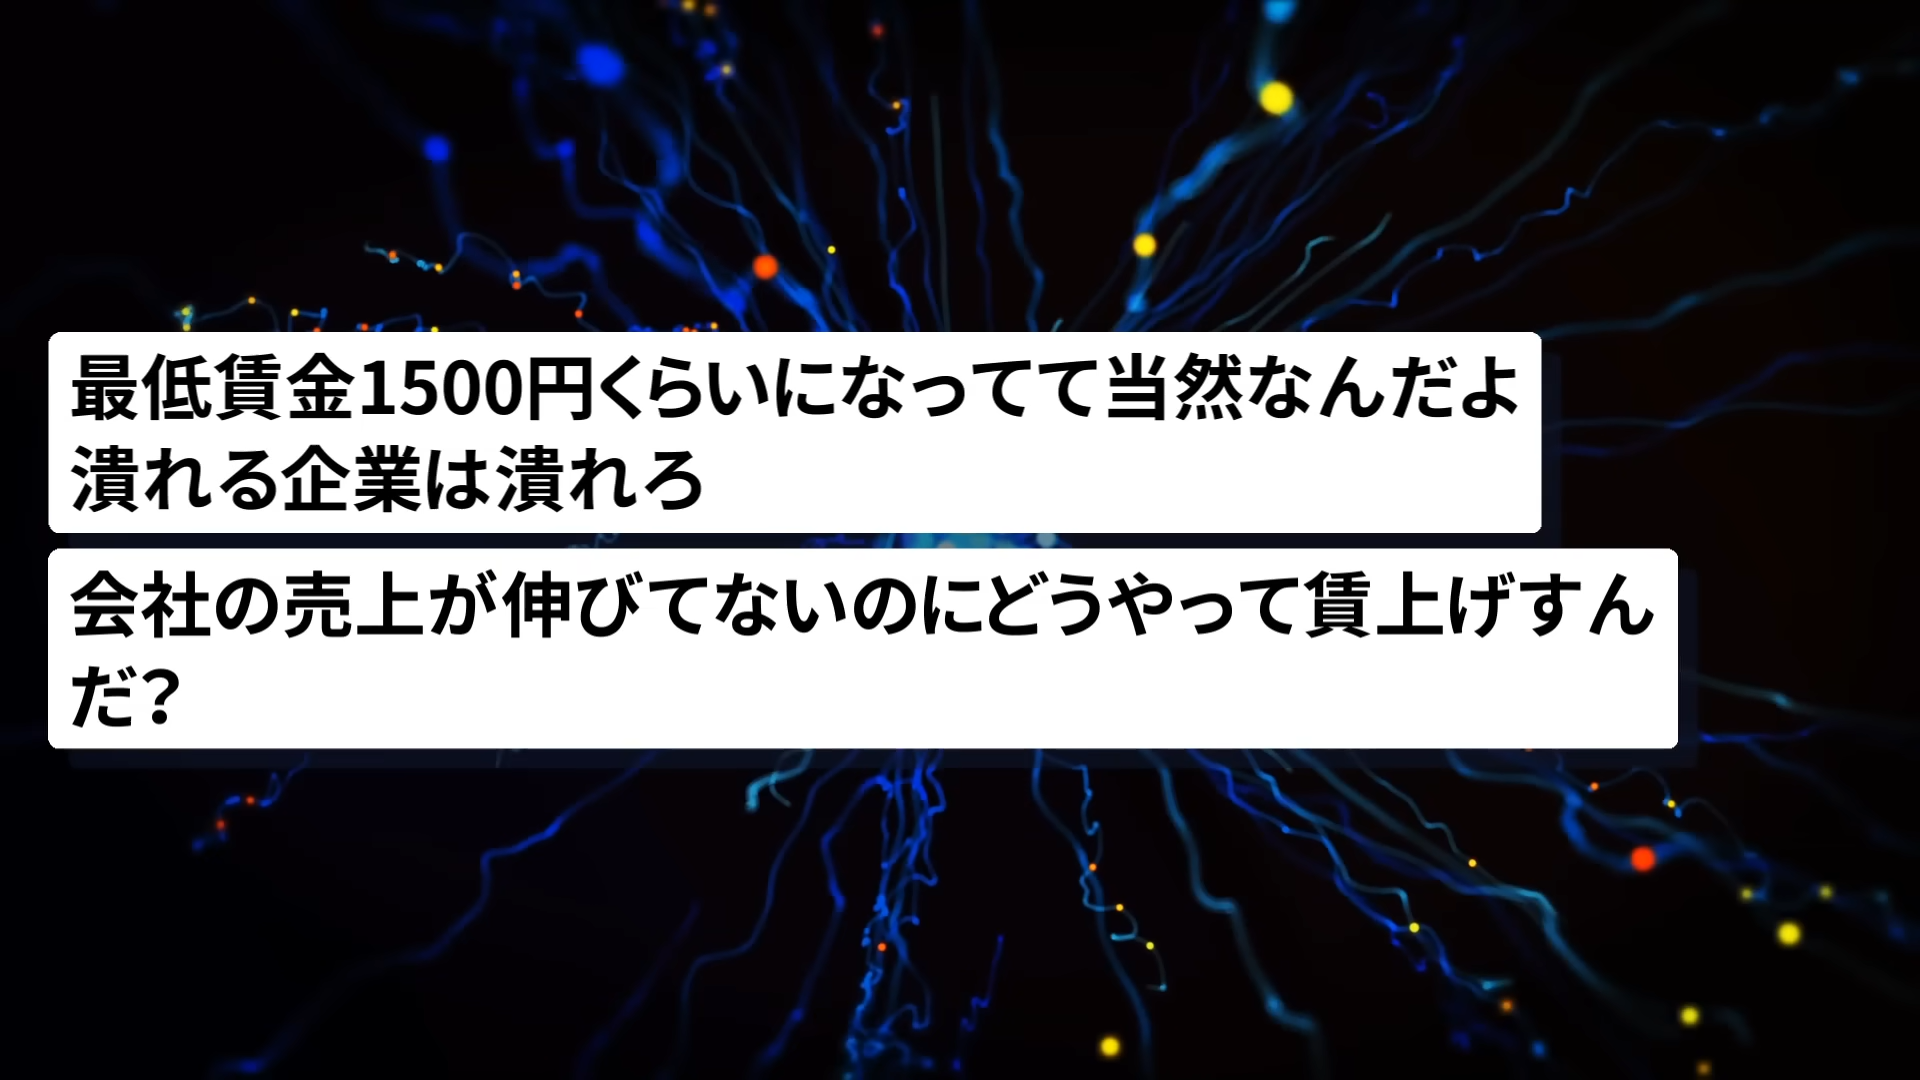 最低賃金1500円くらいになってて当然なんだよ
潰れる企業は潰れろ
会社の売上が伸びてないのにどうやって賃上げすん
だ？